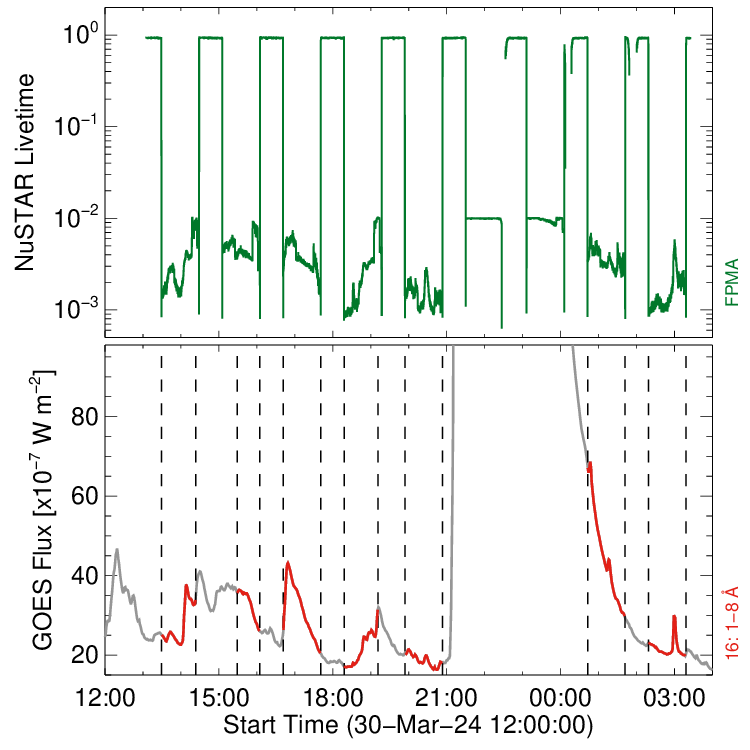 10⁰
10⁻¹
10⁻²
10⁻³
NuSTAR Livetime
FPMA
80
60
40
20
GOES Flux [x10⁻⁷ W m⁻²]
16: 1−8 Å
12:00 15:00 18:00 21:00 00:00 03:00
Start Time (30−Mar−24 12:00:00)